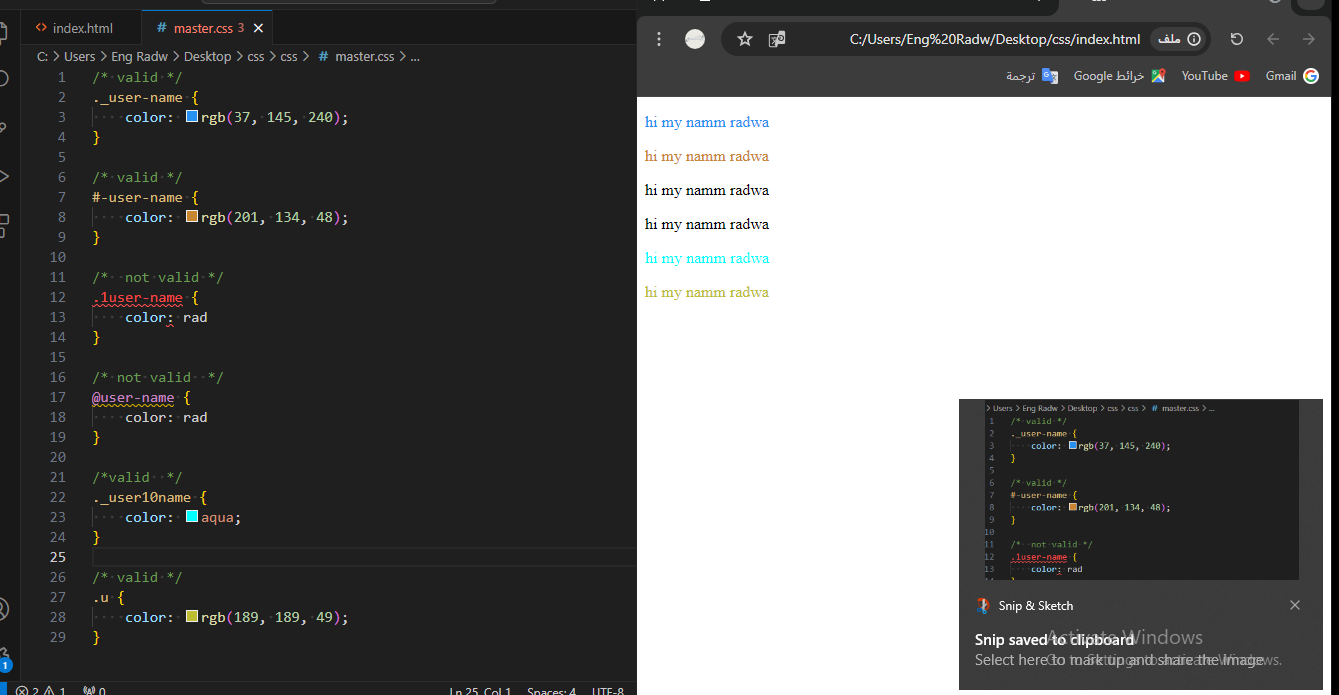 index.html
master.css 3
C: > Users > Eng Radw > Desktop > css > css > # master.css > ...
1 /* valid */
2 ._user-name {
3 color: rgb(37, 145, 240);
4 }
5
6 /* valid */
7 #-user-name {
8 color: rgb(201, 134, 48);
9 }
10
11 /*  not valid */
12 .1user-name {
13 color: rad
14 }
15
16 /* not valid  */
17 @user-name {
18 color: rad
19 }
20
21 /*valid  */
22 ._user10name {
23 color: aqua;
24 }
25
26 /* valid */
27 .u {
28 color: rgb(189, 189, 49);
29 }
1
2 1 0
Ln 25, Col 1 Spaces: 4 UTF-8
C:/Users/Eng%20Radw/Desktop/css/index.html ملف
ترجمة
خرائط Google
YouTube
Gmail
hi my namm radwa
hi my namm radwa
hi my namm radwa
hi my namm radwa
hi my namm radwa
hi my namm radwa
> Users > Eng Radw > Desktop > css > css > # master.css > ...
1 /* valid */
2 ._user-name {
3 color: rgb(37, 145, 240);
4 }
5
6 /* valid */
7 #-user-name {
8 color: rgb(201, 134, 48);
9 }
10
11 /*  not valid */
12 .1user-name {
13 color: rad
Snip & Sketch
Snip saved to clipboard
Select here to mark up and share the image
Activate Windows
Go to Settings to activate Windows.